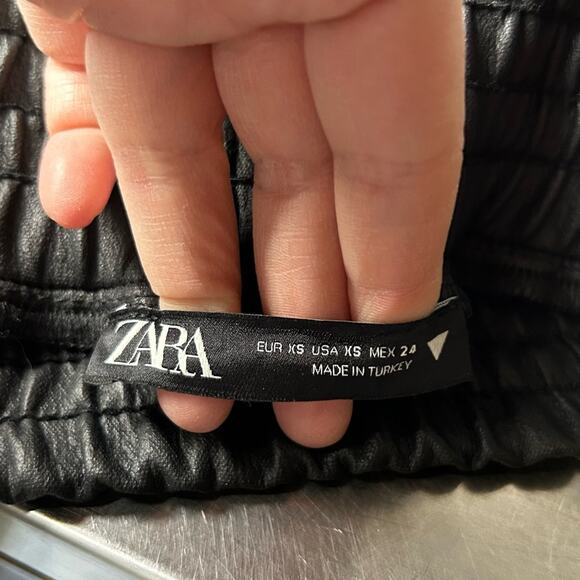 ZARA
EUR XS USA XS MEX 24
MADE IN TURKEY